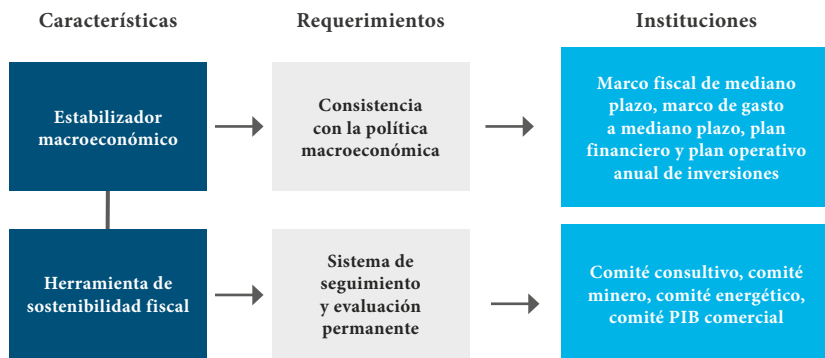 Características
Requerimientos
Instituciones
Estabilizador
macroeconómico
Consistencia
con la política
macroeconómica
Marco fiscal de mediano
plazo, marco de gasto
a mediano plazo, plan
financiero y plan operativo
anual de inversiones
Herramienta de
sostenibilidad fiscal
Sistema de
seguimiento
y evaluación
permanente
Comité consultivo, comité
minero, comité energético,
comité PIB comercial